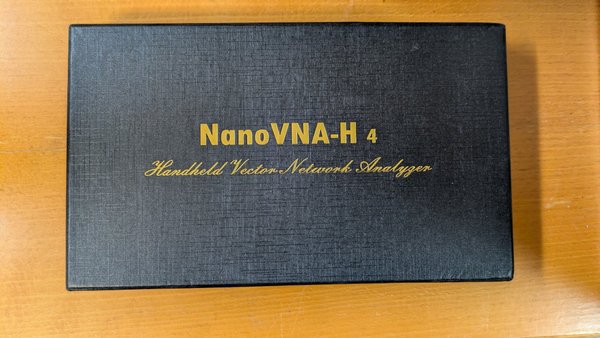 NanoVNA-H 4
Handheld Vector Network Analyzer